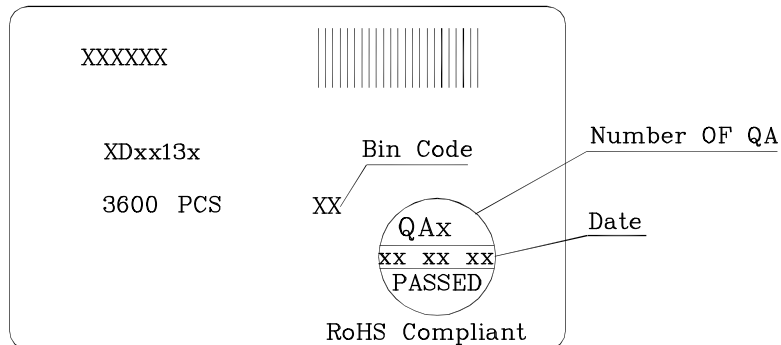 XXXXXX
XDxx13x
Bin Code
Number OF QA
3600 PCS
XX
QAx
Date
xx xx xx
PASSED
RoHS Compliant